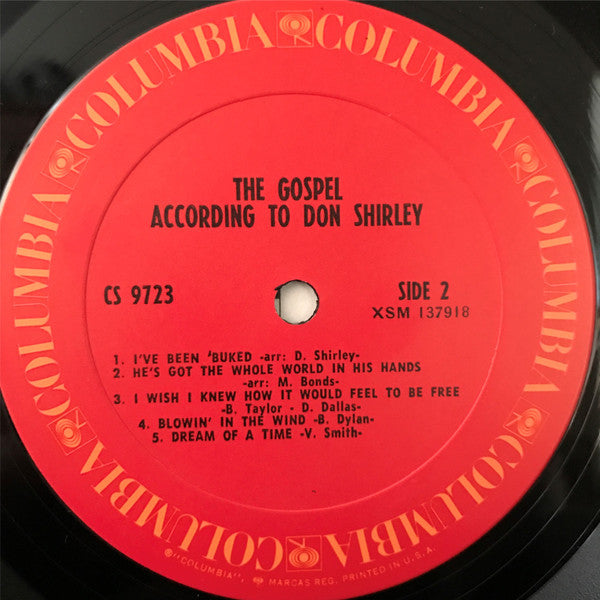 COLUMBIA COLUMBIA COLUMBIA COLUMBIA COLUMBIA COLUMBIA COLUMBIA COLUMBIA
THE GOSPEL
ACCORDING TO DON SHIRLEY
CS 9723
SIDE 2
XSM 137918
1. I'VE BEEN 'BUKED -arr: D. Shirley-
2. HE'S GOT THE WHOLE WORLD IN HIS HANDS
-arr: M. Bonds-
3. I WISH I KNEW HOW IT WOULD FEEL TO BE FREE
-B. Taylor - D. Dallas-
4. BLOWIN' IN THE WIND -B. Dylan-
5. DREAM OF A TIME -V. Smith-
℗"COLUMBIA", MARCAS REG. PRINTED IN U.S.A.